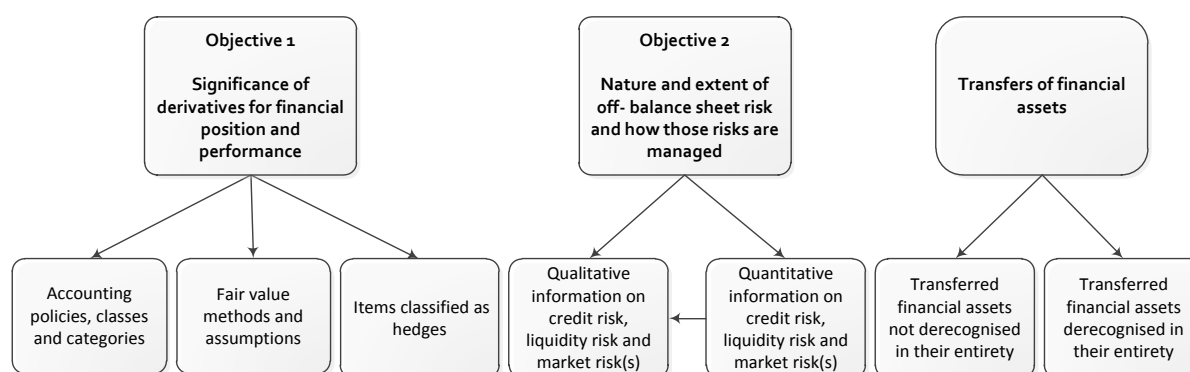 Objective 1
Significance of
derivatives for financial
position and
performance
Objective 2
Nature and extent of
off- balance sheet risk
and how those risks are
managed
Transfers of financial
assets
Accounting
policies, classes
and categories
Fair value
methods and
assumptions
Items classified as
hedges
Qualitative
information on
credit risk,
liquidity risk and
market risk(s)
Quantitative
information on
credit risk,
liquidity risk and
market risk(s)
Transferred
financial assets
not derecognised
in their entirety
Transferred
financial assets
derecognised in
their entirety